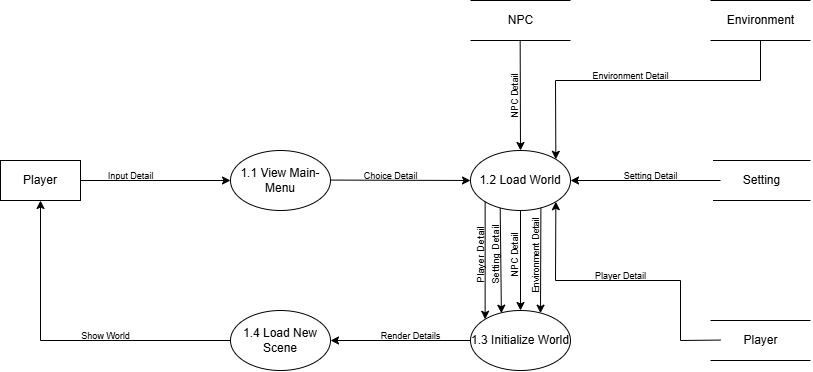 NPC
Environment
Environment Detail
NPC Detail
Player
Input Detail
1.1 View Main-
Menu
Choice Detail
1.2 Load World
Setting Detail
Setting
Player Detail
Setting Detail
NPC Detail
Environment Detail
Player Detail
Show World
1.4 Load New
Scene
Render Details
1.3 Initialize World
Player